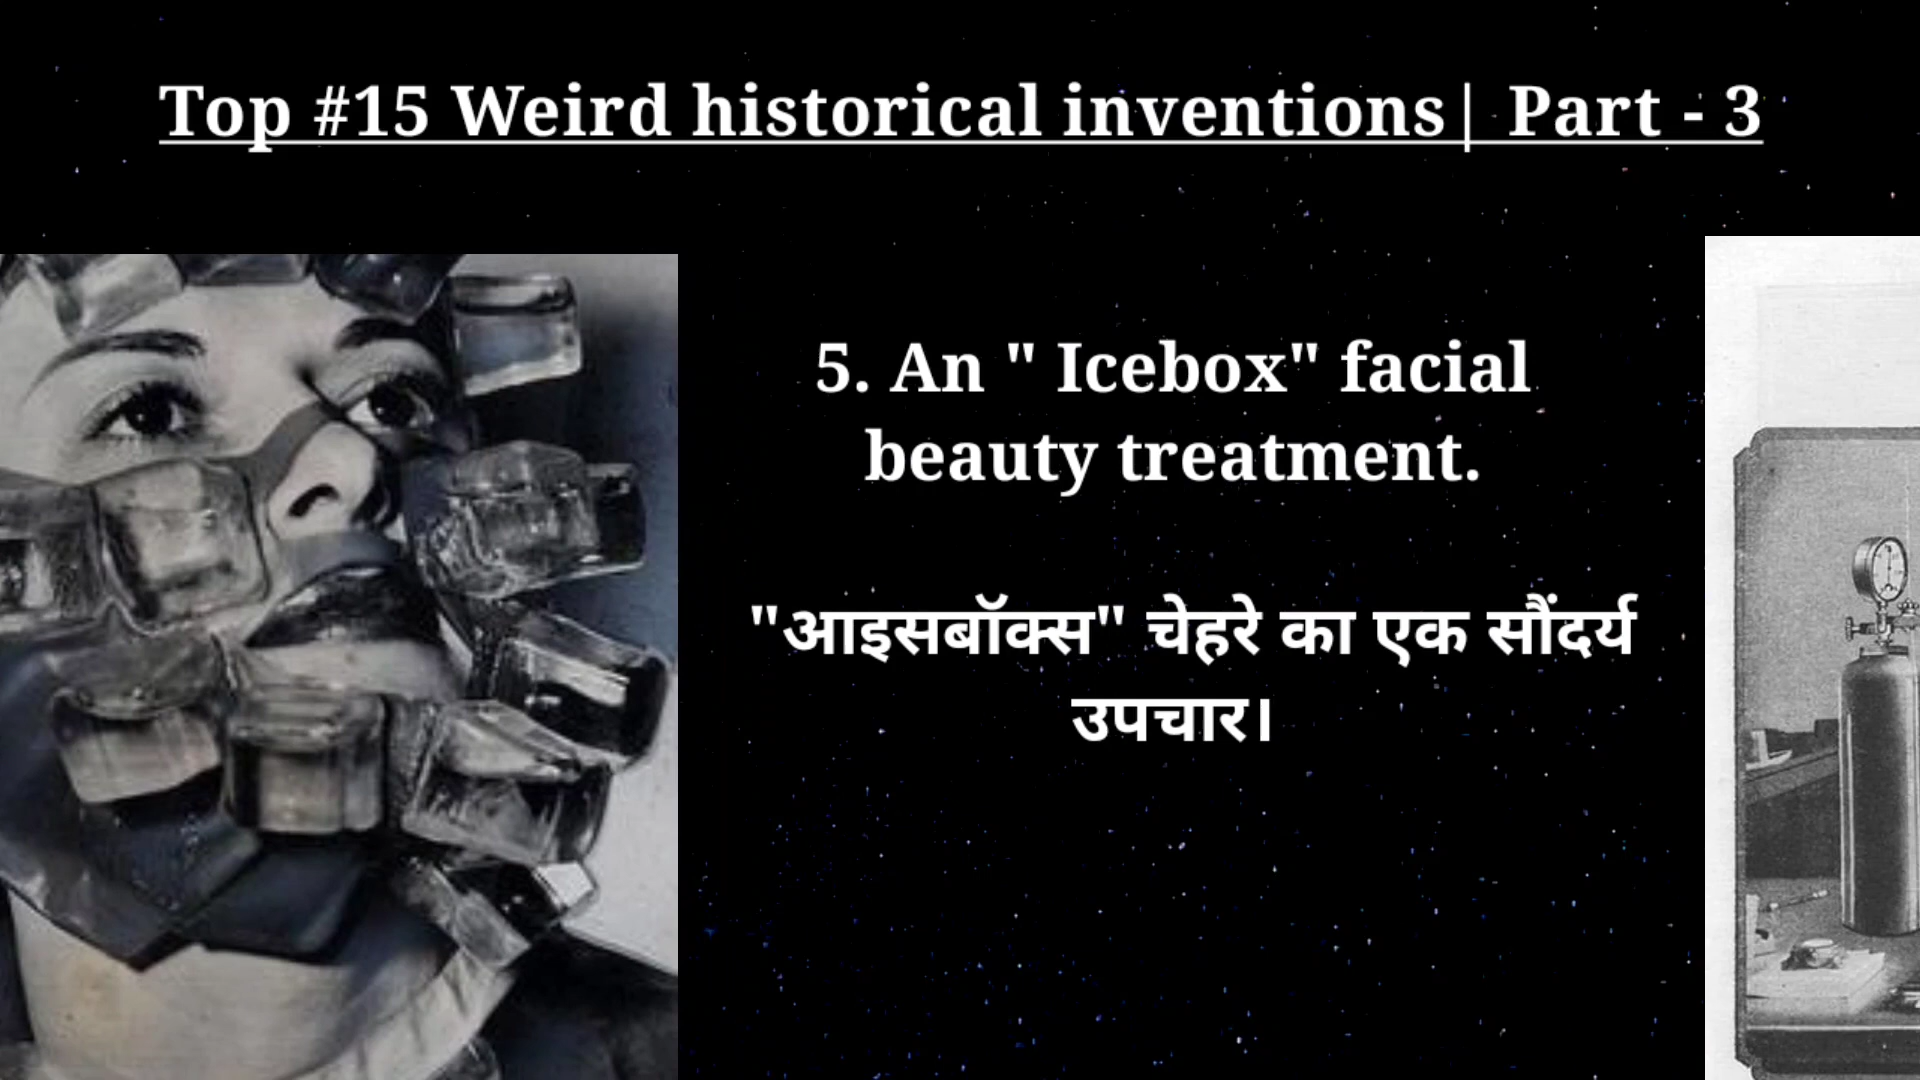 Top #15 Weird historical inventions| Part - 3
5. An " Icebox" facial
beauty treatment.
"आइसबॉक्स" चेहरे का एक सौंदर्य
उपचार।